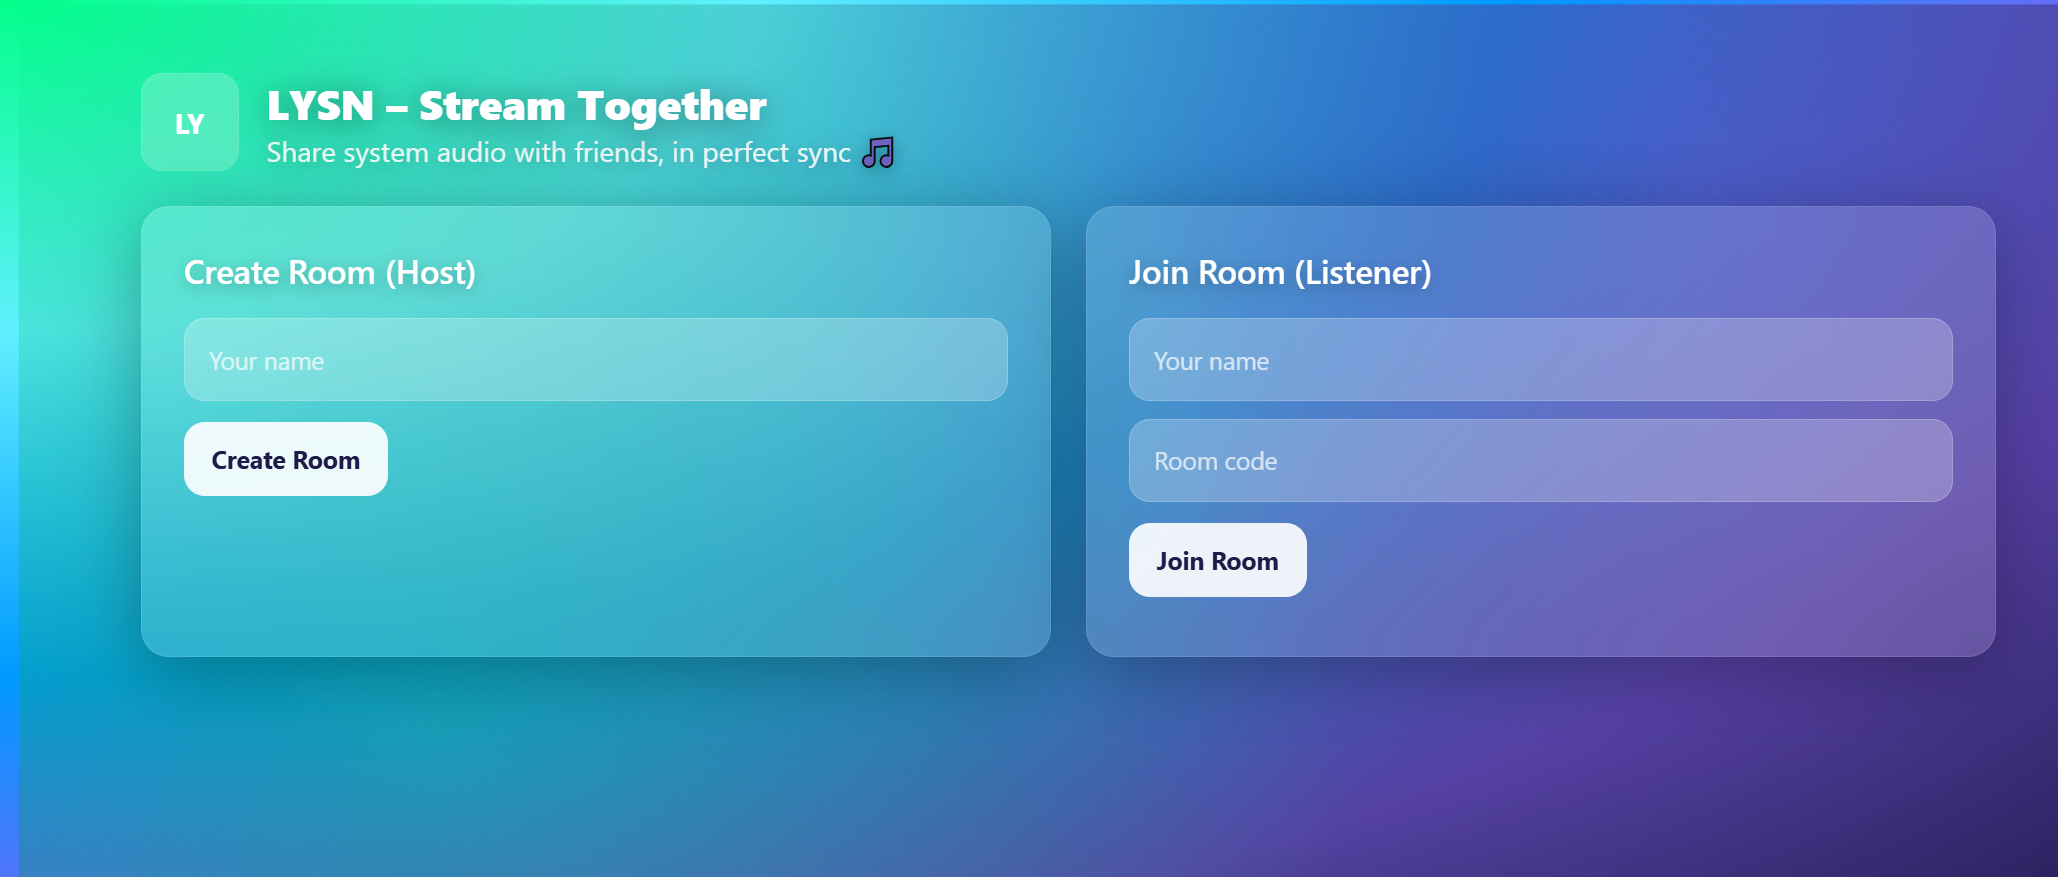 LY
LYSN – Stream Together
Share system audio with friends, in perfect sync 🎵
Create Room (Host)
Your name
Create Room
Join Room (Listener)
Your name
Room code
Join Room